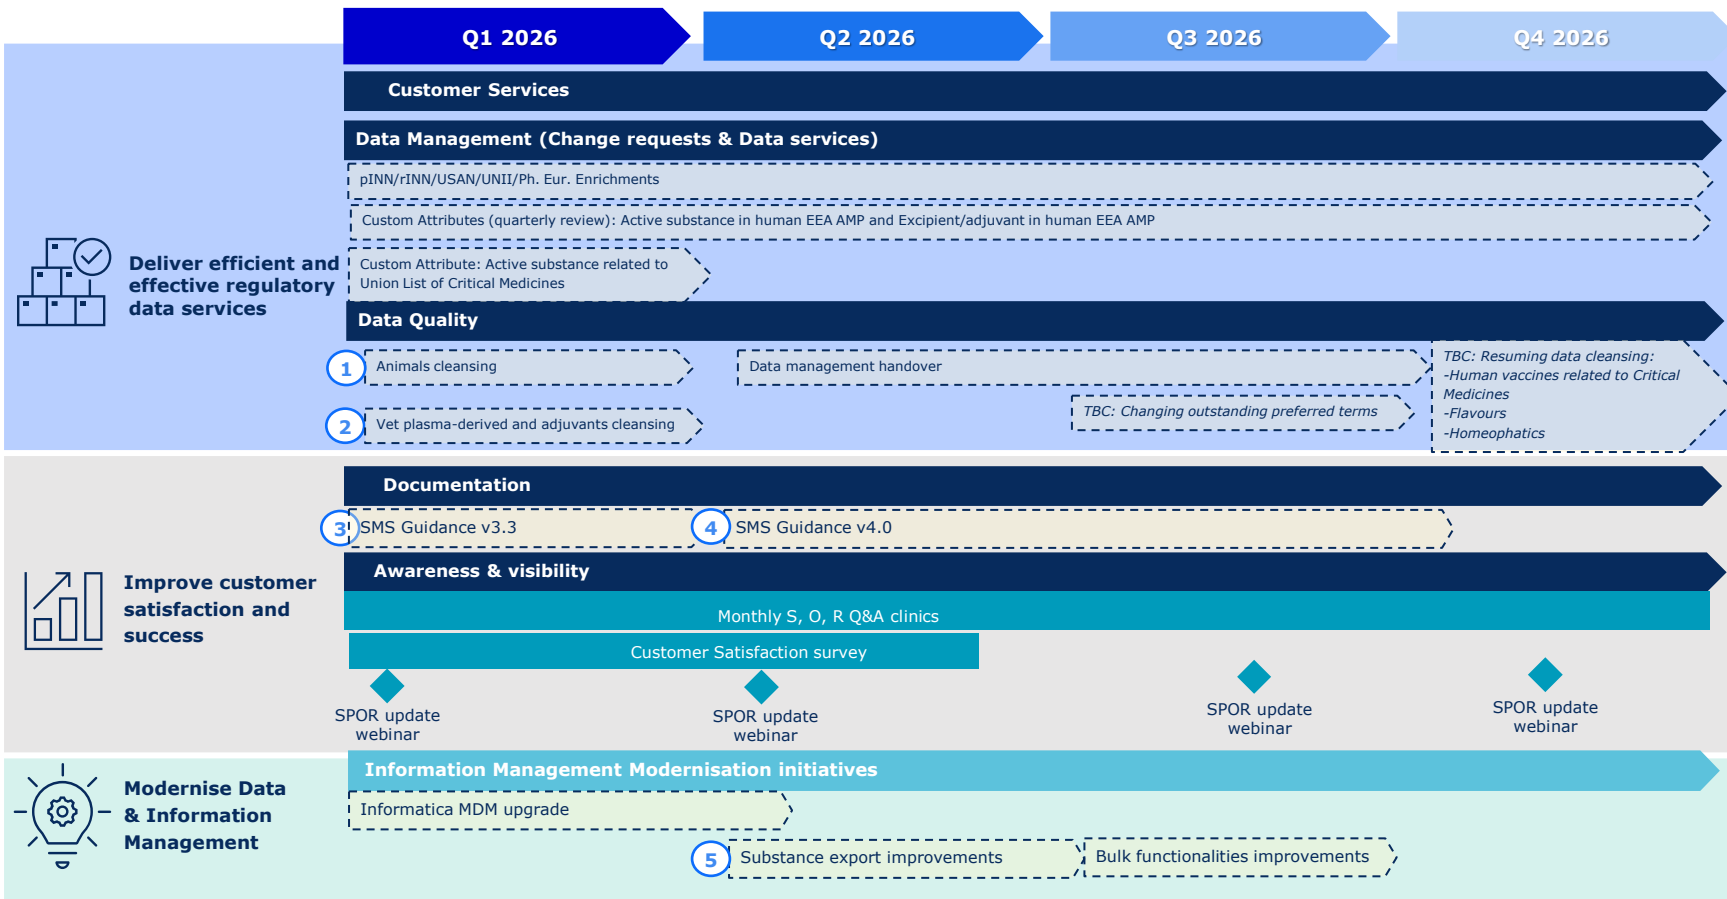 Q1 2026
Q2 2026
Q3 2026
Q4 2026
Customer Services
Data Management (Change requests & Data services)
pINN/rINN/USAN/UNII/Ph. Eur. Enrichments
Custom Attributes (quarterly review): Active substance in human EEA AMP and Excipient/adjuvant in human EEA AMP
Custom Attribute: Active substance related to
Union List of Critical Medicines
Deliver efficient and
effective regulatory
data services
Data Quality
1
Animals cleansing
Data management handover
TBC: Resuming data cleansing:
-Human vaccines related to Critical
Medicines
-Flavours
-Homeophatics
2
Vet plasma-derived and adjuvants cleansing
TBC: Changing outstanding preferred terms
Documentation
3
SMS Guidance v3.3
4
SMS Guidance v4.0
Improve customer
satisfaction and
success
Awareness & visibility
Monthly S, O, R Q&A clinics
Customer Satisfaction survey
SPOR update
webinar
SPOR update
webinar
SPOR update
webinar
SPOR update
webinar
Modernise Data
& Information
Management
Information Management Modernisation initiatives
Informatica MDM upgrade
5
Substance export improvements
Bulk functionalities improvements